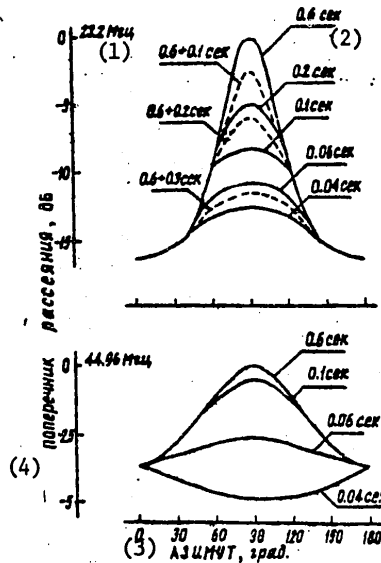 (1) 22.2 Мгц
(2)
0.6 сек
0.6+0.1 сек
0.2 сек
0.6+0.2 сек
0.1 сек
0.06 сек
0.6+0.3 сек
0.04 сек
0
-5
-10
-15
поперечник рассеяния, дБ
44.96 Мгц
0.6 сек
0.1 сек
0.06 сек
0.04 сек
0
-2.5
-5
(4)
0 30 60 90 120 150 180
(3) АЗИМУТ, град.